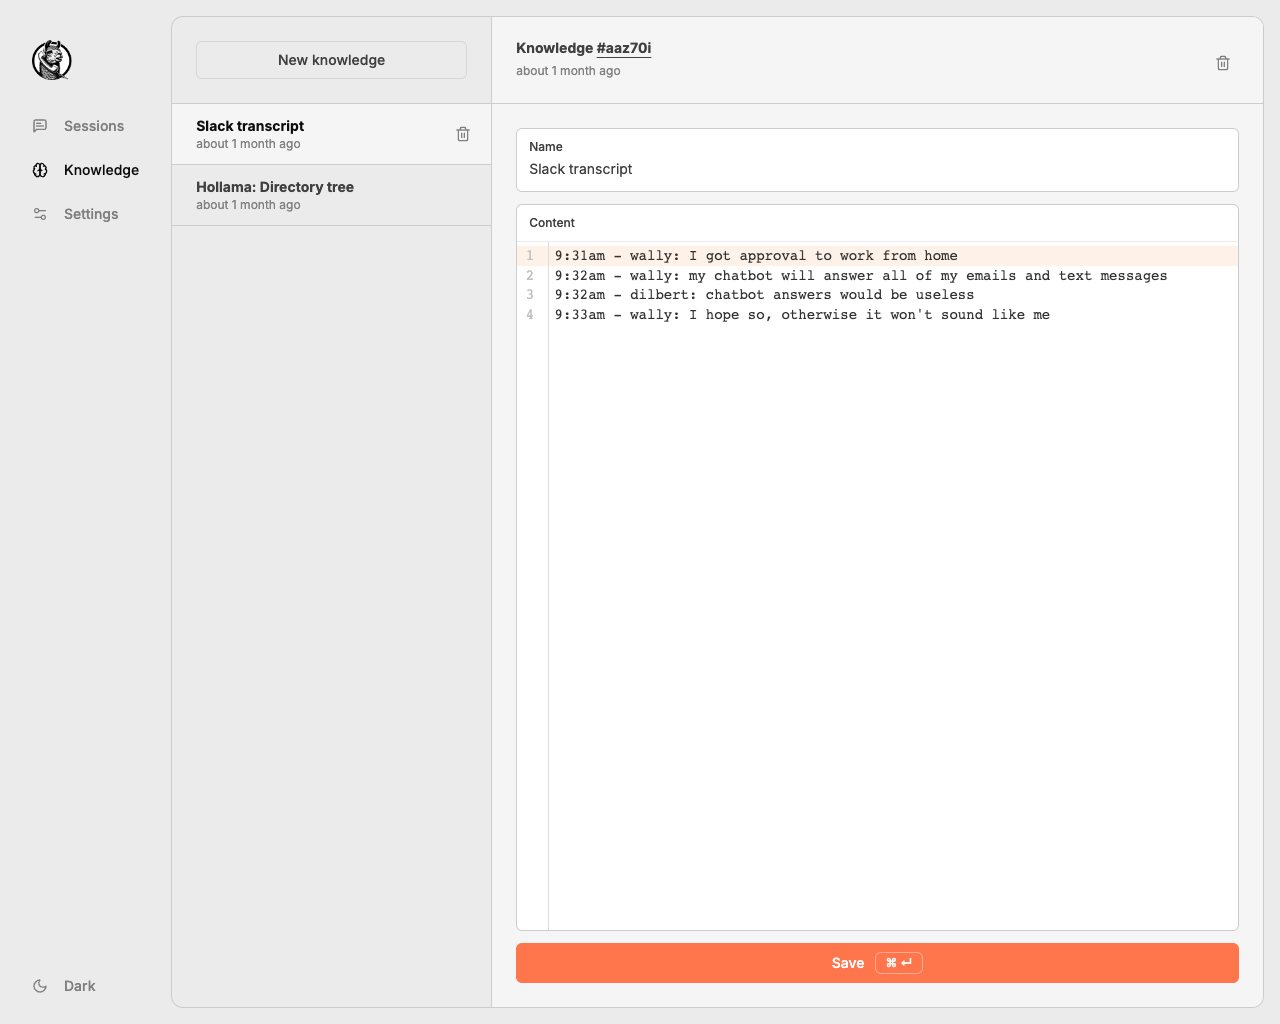 Sessions
Knowledge
Settings
Dark
New knowledge
Slack transcript
about 1 month ago
Hollama: Directory tree
about 1 month ago
Knowledge #aaz70i
about 1 month ago
Name
Slack transcript
Content
1 9:31am - wally: I got approval to work from home
2 9:32am - wally: my chatbot will answer all of my emails and text messages
3 9:32am - dilbert: chatbot answers would be useless
4 9:33am - wally: I hope so, otherwise it won't sound like me
Save ⌘ ↵